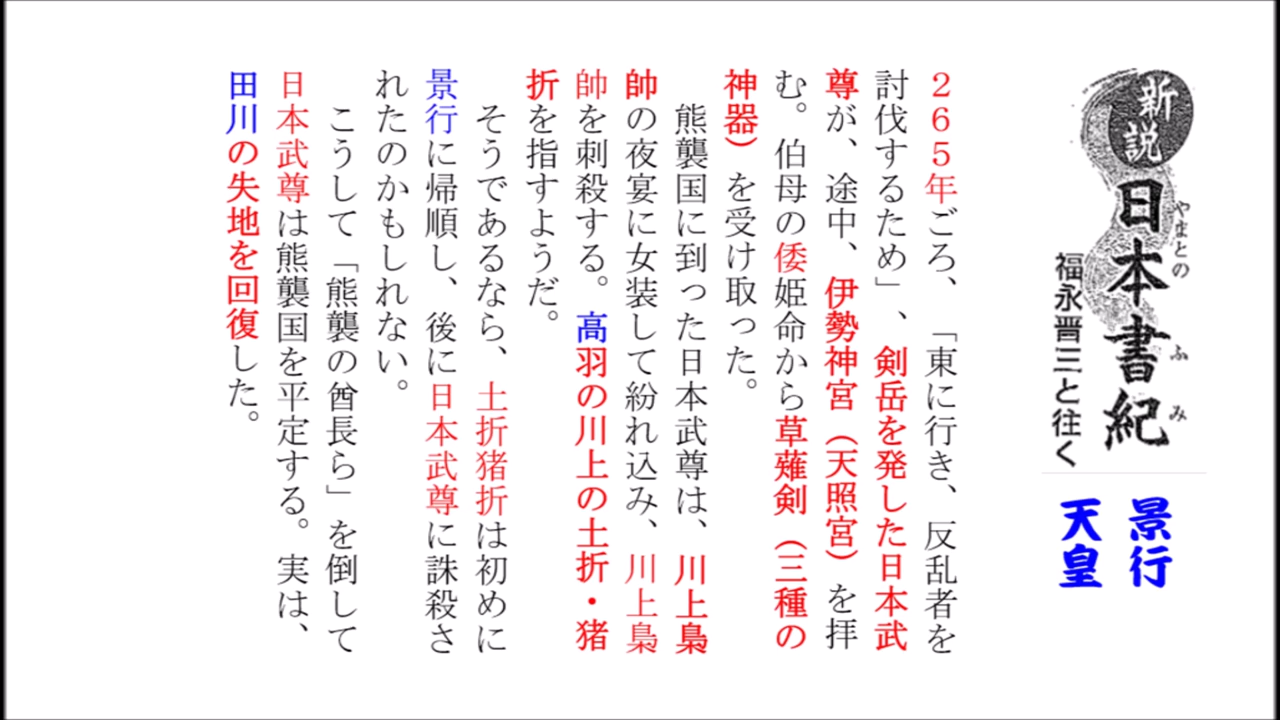 新説
日本書紀
やまとの
ふみ
福永晋三と往く
景行
天皇
２６５年ごろ、「東に行き、反乱者を
討伐するため」、剣岳を発した日本武
尊が、途中、伊勢神宮（天照宮）を拝
む。伯母の倭姫命から草薙剣（三種の
神器）を受け取った。
熊襲国に到った日本武尊は、川上梟
帥の夜宴に女装して紛れ込み、川上梟
帥を刺殺する。高羽の川上の土折・猪
折を指すようだ。
そうであるなら、土折猪折は初めに
景行に帰順し、後に日本武尊に誅殺さ
れたのかもしれない。
こうして「熊襲の酋長ら」を倒して
日本武尊は熊襲国を平定する。実は、
田川の失地を回復した。